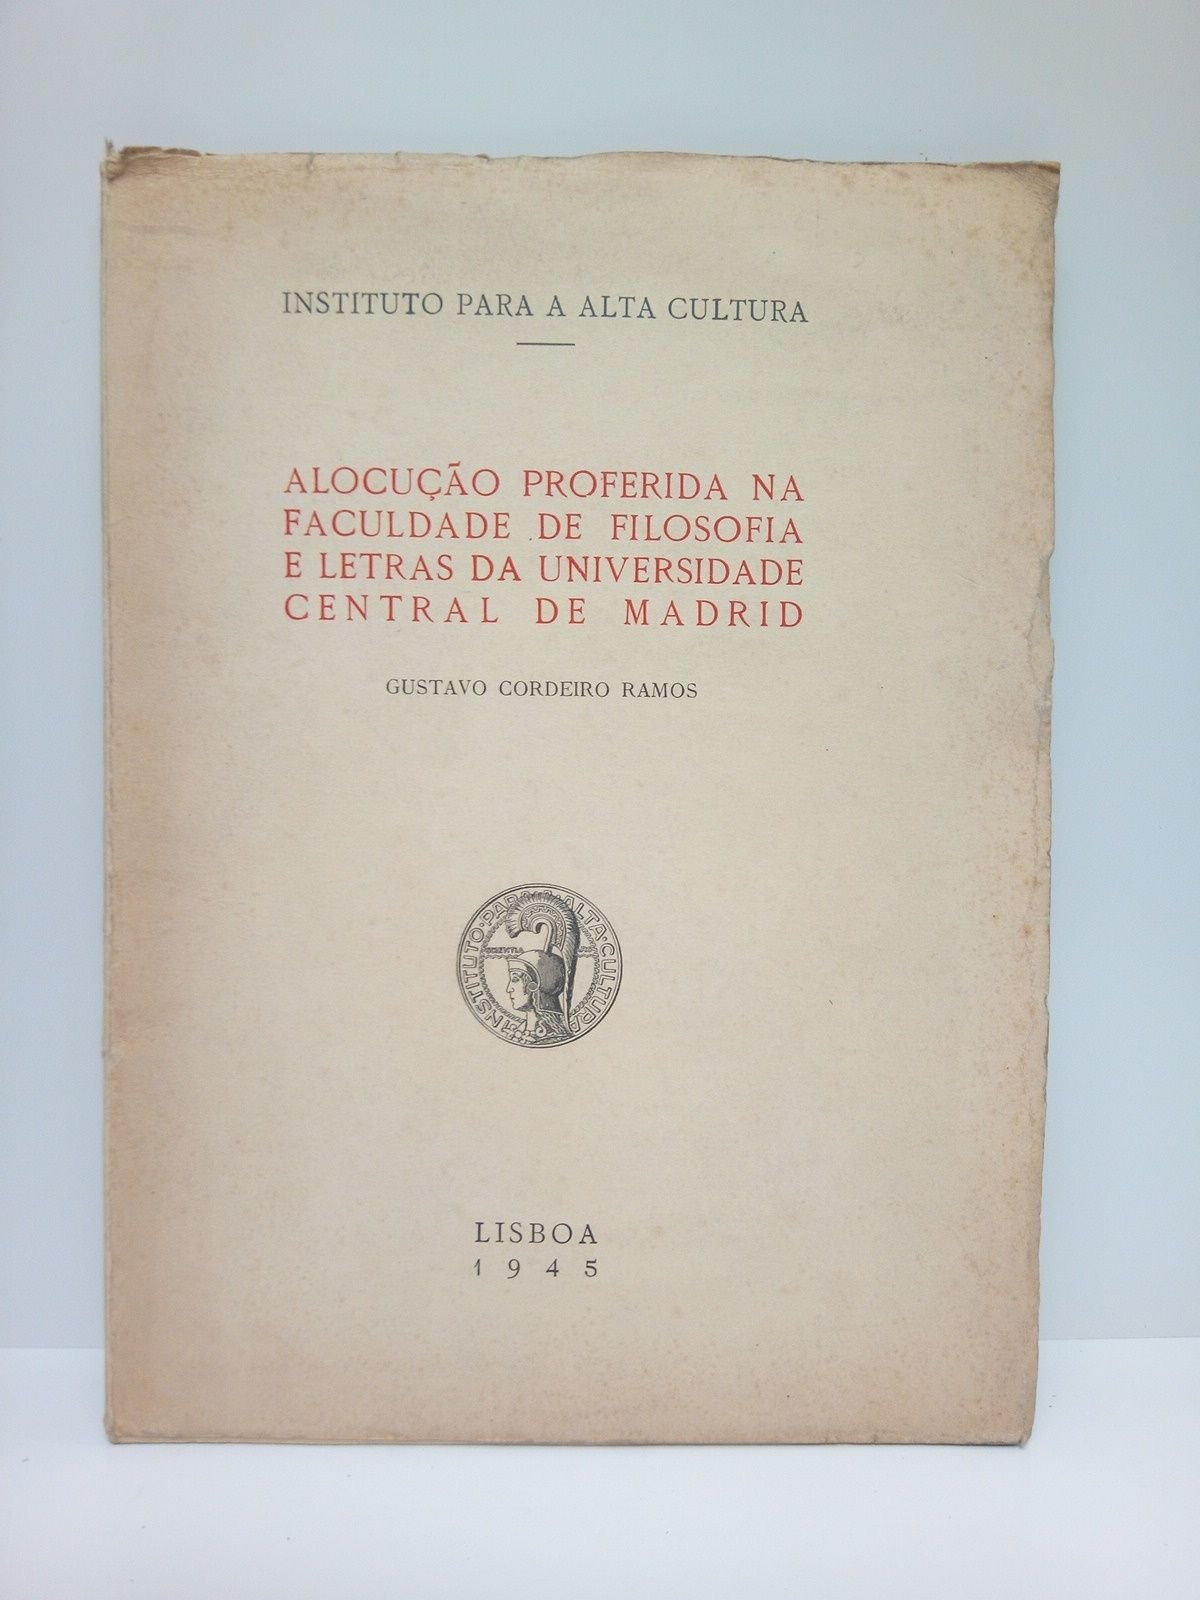 INSTITUTO PARA A ALTA CULTURA
ALOCUÇÃO PROFERIDA NA
FACULDADE DE FILOSOFIA
E LETRAS DA UNIVERSIDADE
CENTRAL DE MADRID
GUSTAVO CORDEIRO RAMOS
INSTITUTO·PARA·A·ALTA·CULTURA
LISBOA
1945